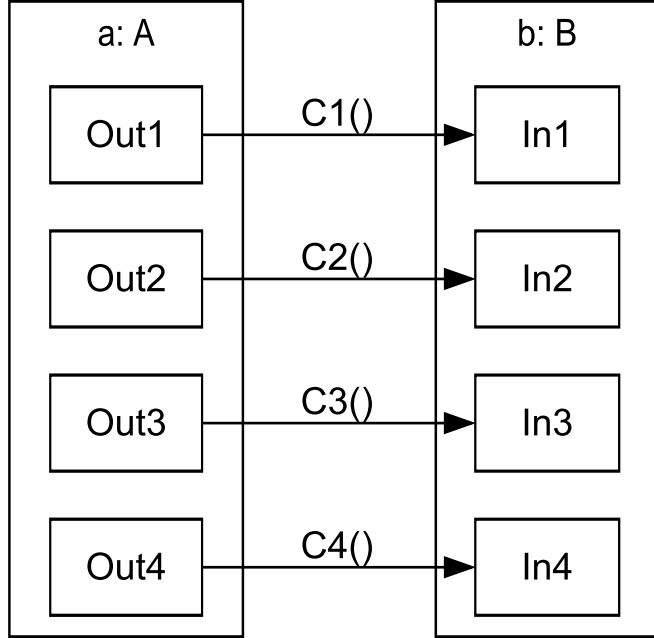 a: A
b: B
Out1
C1()
In1
Out2
C2()
In2
Out3
C3()
In3
Out4
C4()
In4